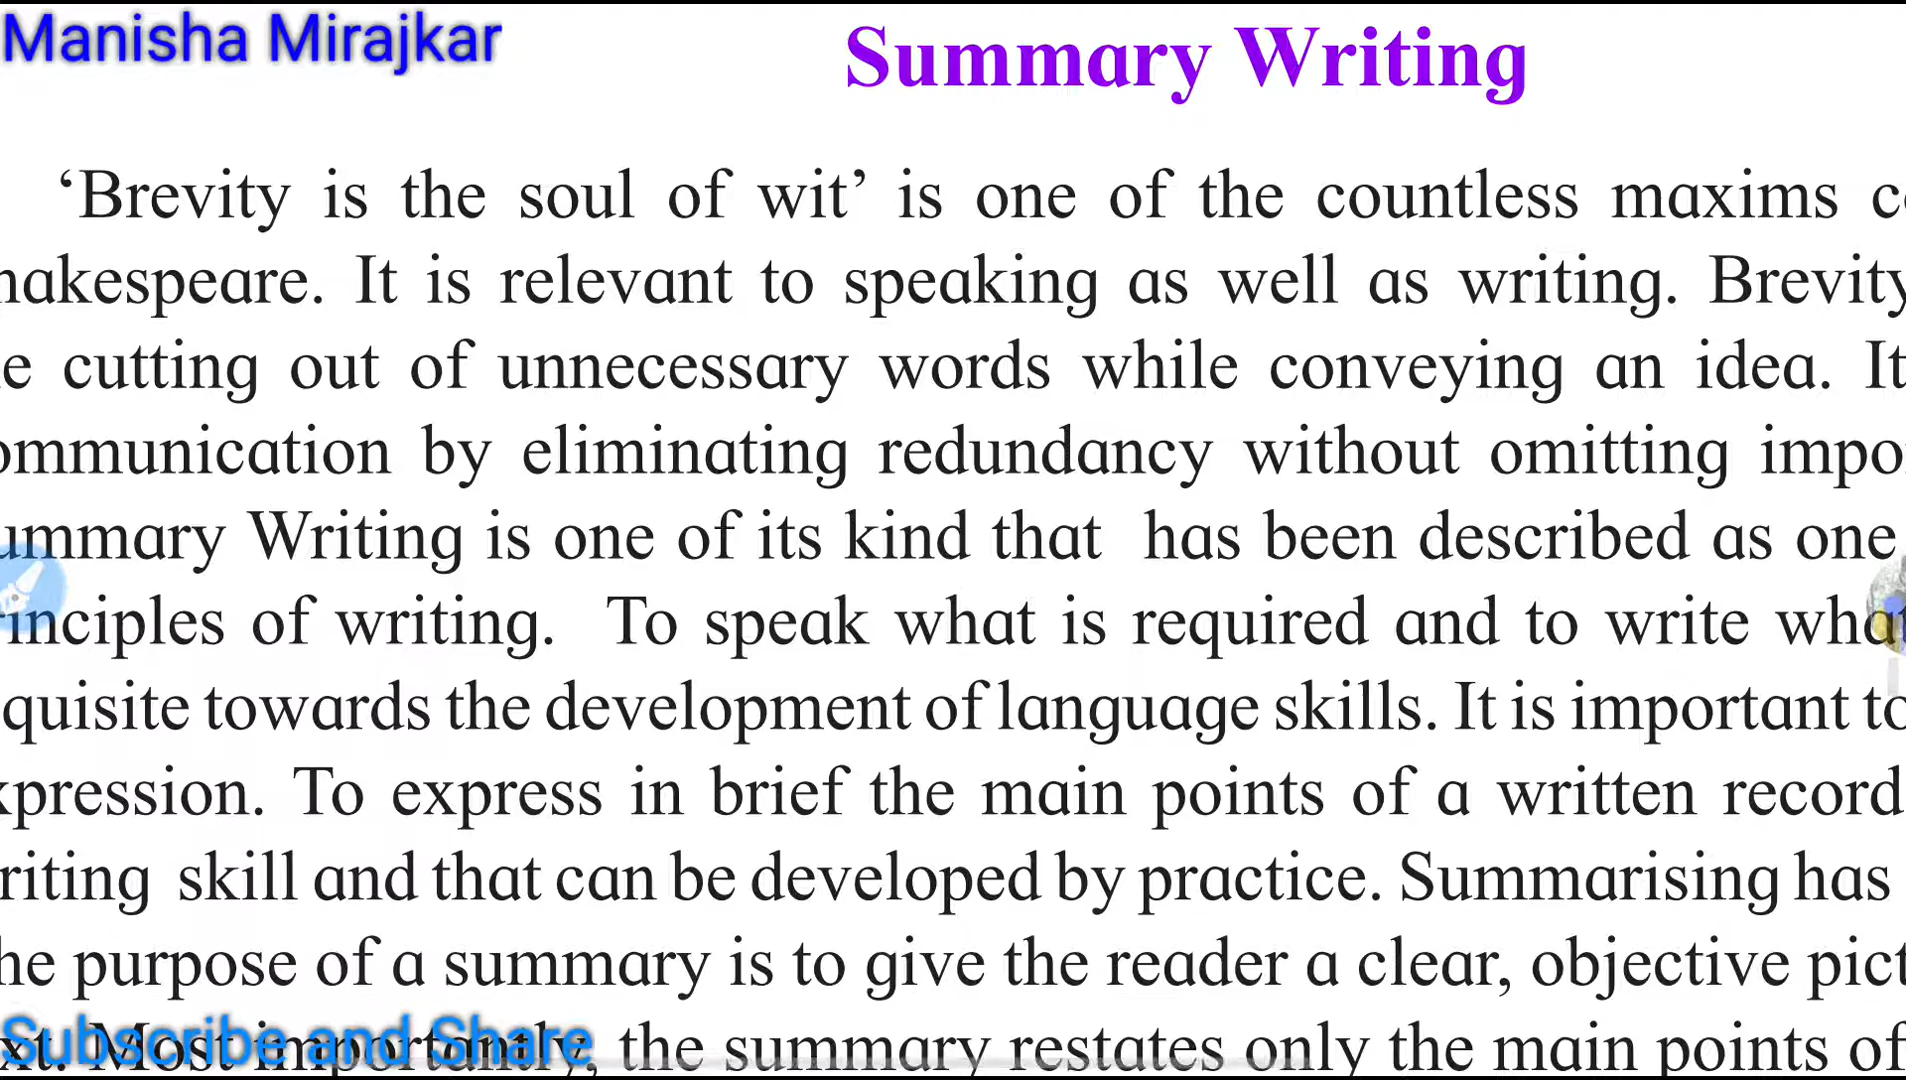 Manisha Mirajkar
Summary Writing
‘Brevity is the soul of wit’ is one of the countless maxims
hakespeare. It is relevant to speaking as well as writing. Brevity
e cutting out of unnecessary words while conveying an idea. It
ommunication by eliminating redundancy without omitting impo
ummary Writing is one of its kind that has been described as one
rinciples of writing. To speak what is required and to write what
quisite towards the development of language skills. It is important to
xpression. To express in brief the main points of a written record
riting skill and that can be developed by practice. Summarising has
he purpose of a summary is to give the reader a clear, objective pict
xt. Most importantly, the summary restates only the main points of
Subscribe and Share